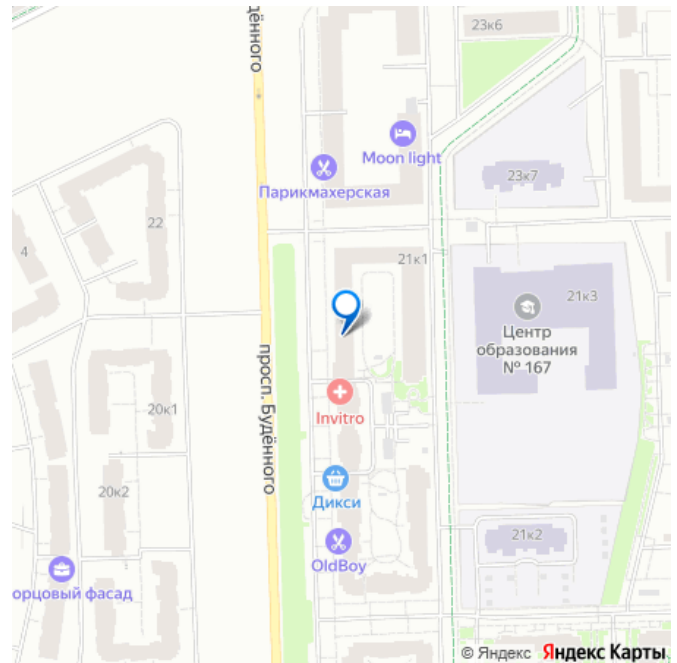 23к6
дённого
Moon light
Парикмахерская
23к7
22
4
21к1
21к3
Центр
образования
№ 167
просп. Будённого
Invitro
20к1
Дикси
20к2
21к2
OldBoy
орцовый фасад
© Яндекс Яндекс Карты